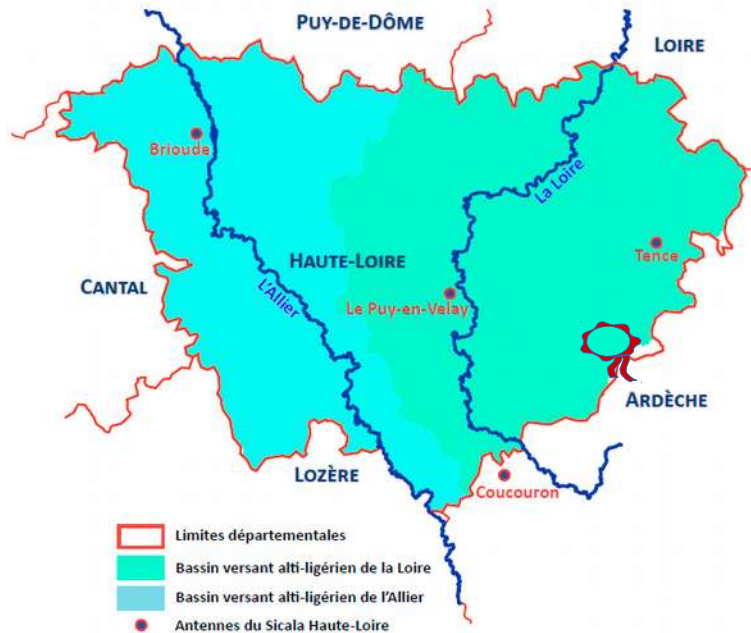 PUY-DE-DÔME
LOIRE
Brioude
La Loire
Tence
HAUTE-LOIRE
CANTAL
L'Allier
Le Puy-en-Velay
ARDÈCHE
LOZÈRE
Coucouron
Limites départementales
Bassin versant alti-ligérien de la Loire
Bassin versant alti-ligérien de l'Allier
Antennes du Sicala Haute-Loire